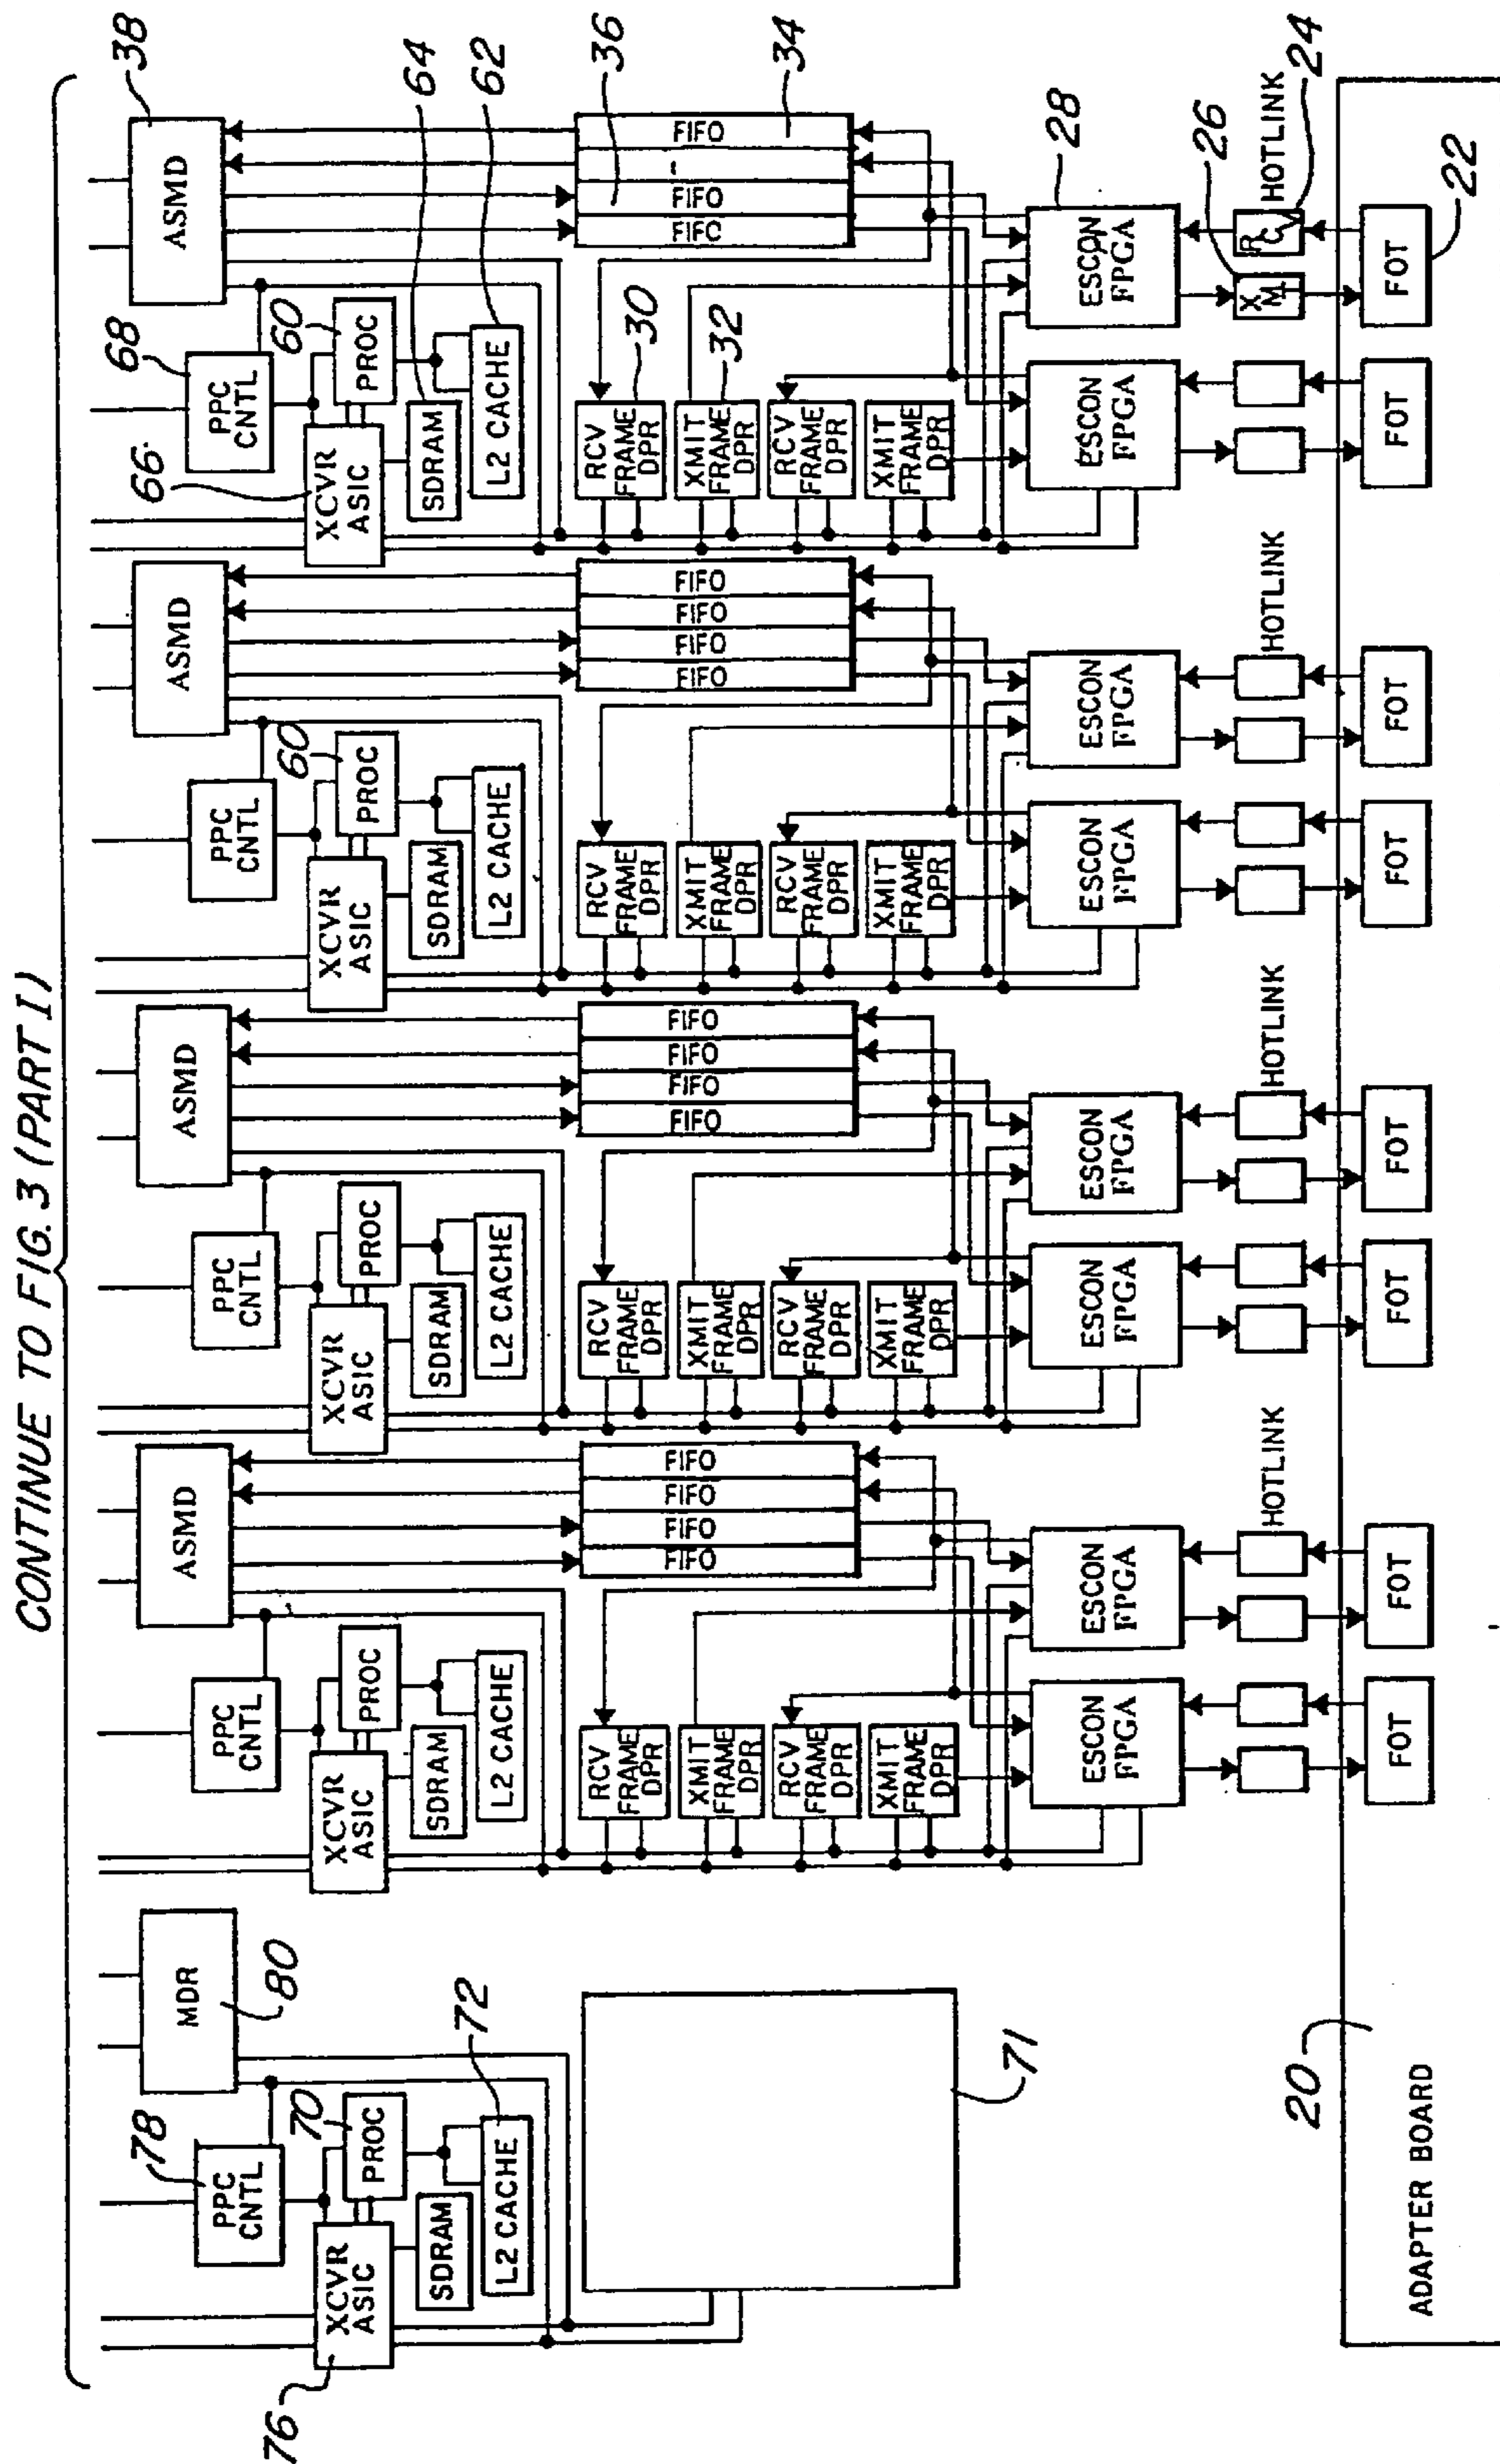 CONTINUE TO FIG. 3 (PART I)
76
XCVR
ASIC
78
PPC
CNTL
MDR
80
70
PROC
SDRAM
72
L2 CACHE
71
PPC
CNTL
ASMD
XCVR
ASIC
PROC
SDRAM
L2 CACHE
FIFO
FIFO
FIFO
FIFO
RCV
FRAME
DPR
XMIT
FRAME
DPR
RCV
FRAME
DPR
XMIT
FRAME
DPR
ESCON
FPGA
ESCON
FPGA
HOTLINK
FOT
FOT
PPC
CNTL
ASMD
XCVR
ASIC
PROC
SDRAM
L2 CACHE
FIFO
FIFO
FIFO
FIFO
RCV
FRAME
DPR
XMIT
FRAME
DPR
RCV
FRAME
DPR
XMIT
FRAME
DPR
ESCON
FPGA
ESCON
FPGA
HOTLINK
FOT
FOT
PPC
CNTL
ASMD
XCVR
ASIC
60
PROC
SDRAM
L2 CACHE
FIFO
FIFO
FIFO
FIFO
RCV
FRAME
DPR
XMIT
FRAME
DPR
RCV
FRAME
DPR
XMIT
FRAME
DPR
ESCON
FPGA
ESCON
FPGA
HOTLINK
FOT
FOT
68
PPC
CNTL
ASMD
38
66
XCVR
ASIC
60
PROC
SDRAM
64
L2 CACHE
62
FIFO
FIFO
FIFC
36
34
RCV
FRAME
DPR
30
XMIT
FRAME
DPR
32
RCV
FRAME
DPR
XMIT
FRAME
DPR
ESCON
FPGA
ESCON
FPGA
28
XMT
26
RCV
HOTLINK
24
FOT
FOT
22
20
ADAPTER BOARD